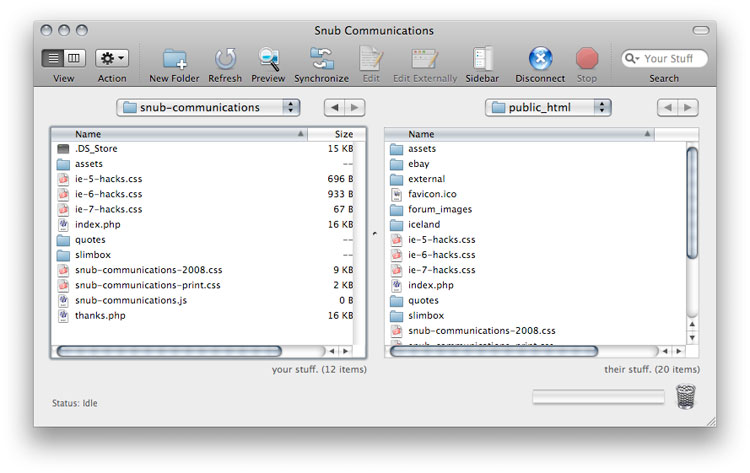 Snub Communications
Your Stuff
View Action New Folder Refresh Preview Synchronize Edit Edit Externally Sidebar Disconnect Stop Search
snub-communications
Name Size
.DS_Store 15 KB
assets --
ie-5-hacks.css 696 B
ie-6-hacks.css 933 B
ie-7-hacks.css 67 B
index.php 16 KB
quotes --
slimbox --
snub-communications-2008.css 9 KB
snub-communications-print.css 2 KB
snub-communications.js 0 B
thanks.php 16 KB
your stuff. (12 items)
public_html
Name
assets
ebay
external
favicon.ico
forum_images
iceland
ie-5-hacks.css
ie-6-hacks.css
ie-7-hacks.css
index.php
quotes
slimbox
snub-communications-2008.css
snub-communications-print.css
their stuff. (20 items)
Status: Idle